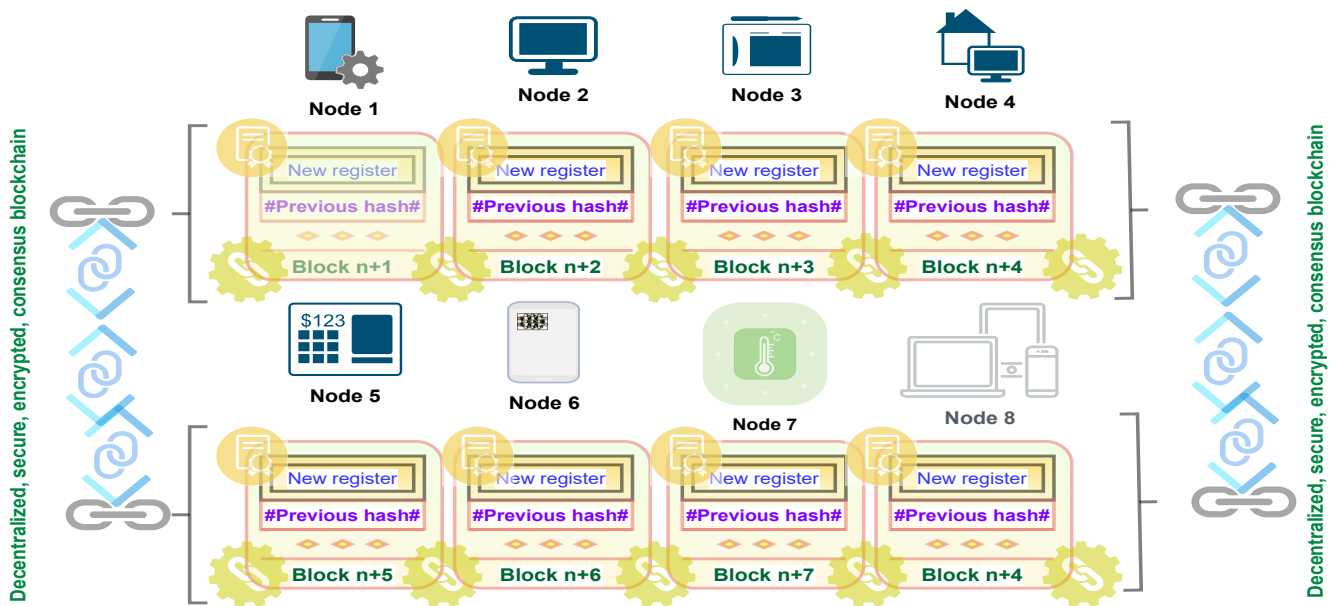 Decentralized, secure, encrypted, consensus blockchain
Node 1
Node 2
Node 3
Node 4
New register
New register
New register
New register
#Previous hash#
#Previous hash#
#Previous hash#
#Previous hash#
Block n+1
Block n+2
Block n+3
Block n+4
$123
°C
Node 5
Node 6
Node 7
Node 8
New register
New register
New register
New register
#Previous hash#
#Previous hash#
#Previous hash#
#Previous hash#
Block n+5
Block n+6
Block n+7
Block n+4
Decentralized, secure, encrypted, consensus blockchain